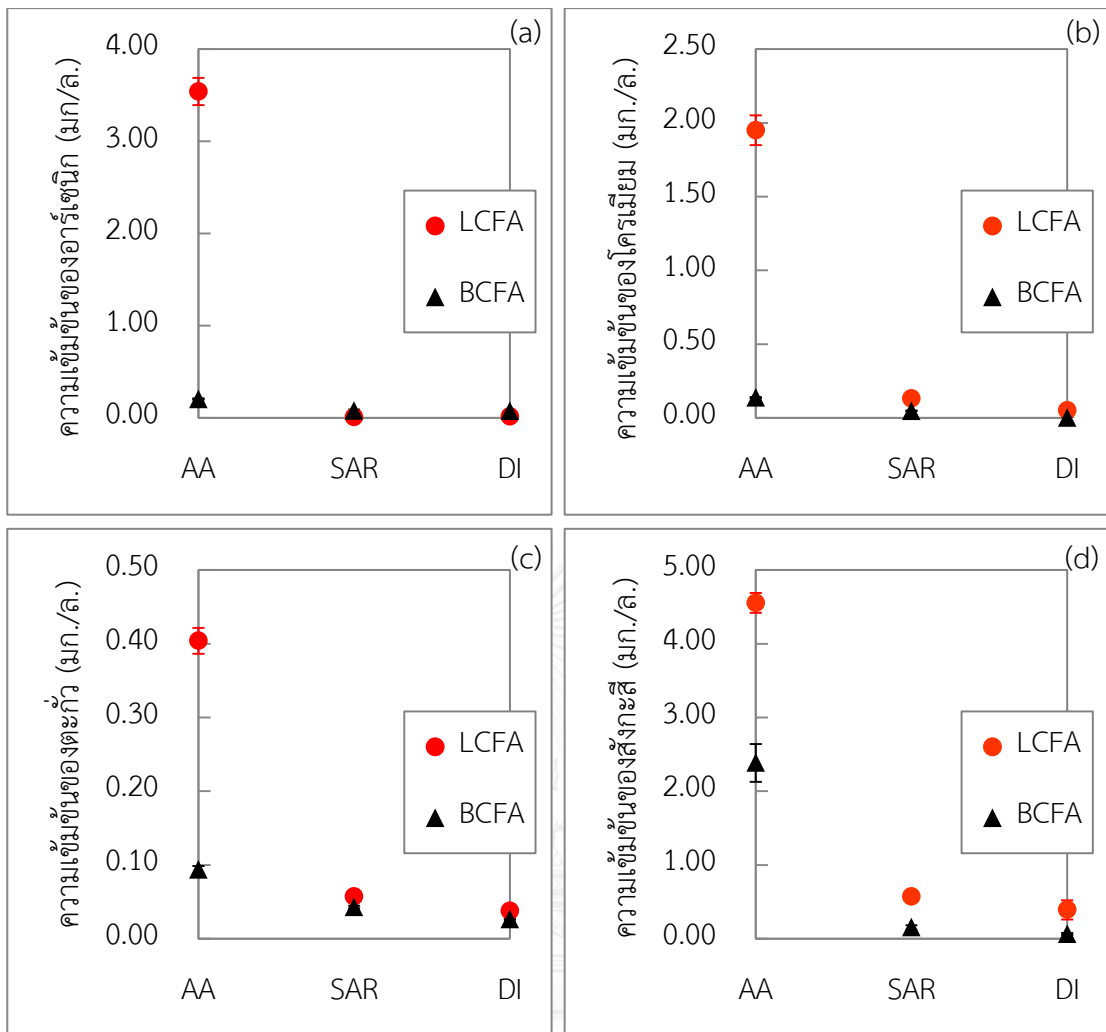 (a)
ความเข้มข้นของอาร์เซนิก (มก/ล.)
4.00
3.00
2.00
1.00
0.00
LCFA
BCFA
AA SAR DI
(b)
ความเข้มข้นของโครเมียม (มก./ล.)
2.50
2.00
1.50
1.00
0.50
0.00
LCFA
BCFA
AA SAR DI
(c)
ความเข้มข้นของตะกั่ว (มก./ล.)
0.50
0.40
0.30
0.20
0.10
0.00
LCFA
BCFA
AA SAR DI
(d)
ความเข้มข้นของสังกะสี (มก./ล.)
5.00
4.00
3.00
2.00
1.00
0.00
LCFA
BCFA
AA SAR DI